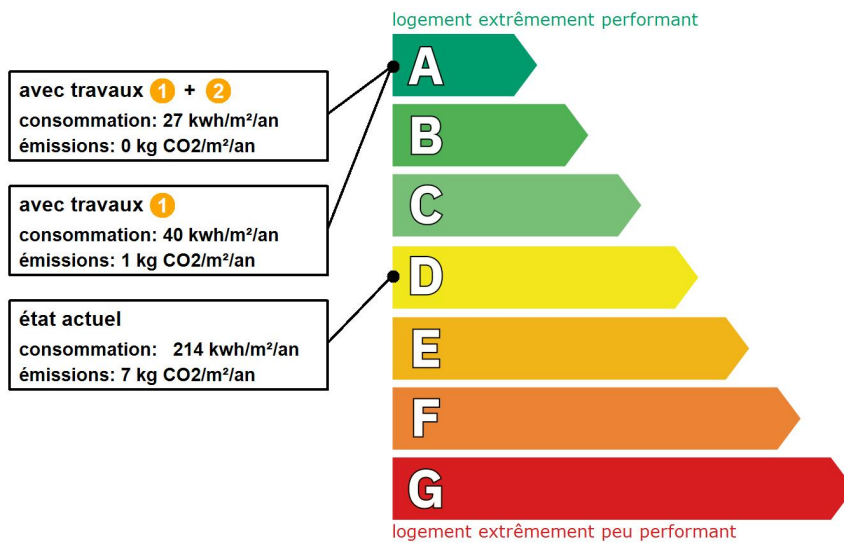 logement extrêmement performant
avec travaux 1 + 2
consommation: 27 kwh/m²/an
émissions: 0 kg CO2/m²/an
avec travaux 1
consommation: 40 kwh/m²/an
émissions: 1 kg CO2/m²/an
état actuel
consommation: 214 kwh/m²/an
émissions: 7 kg CO2/m²/an
A
B
C
D
E
F
G
logement extrêmement peu performant